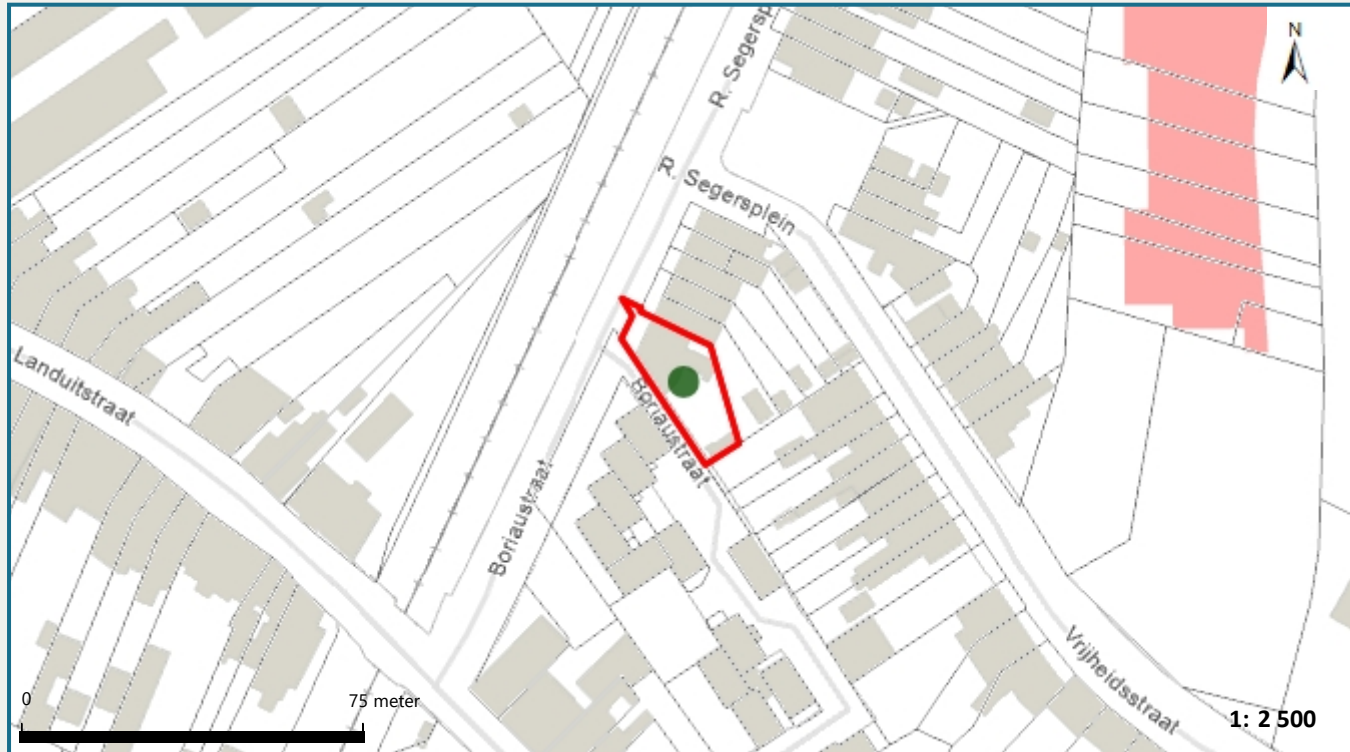 R. Segersp
N
R. Segersplein
Landuitstraat
Boriaustraat
Boriaustraat
Vrijheidsstraat
0
75 meter
1: 2 500